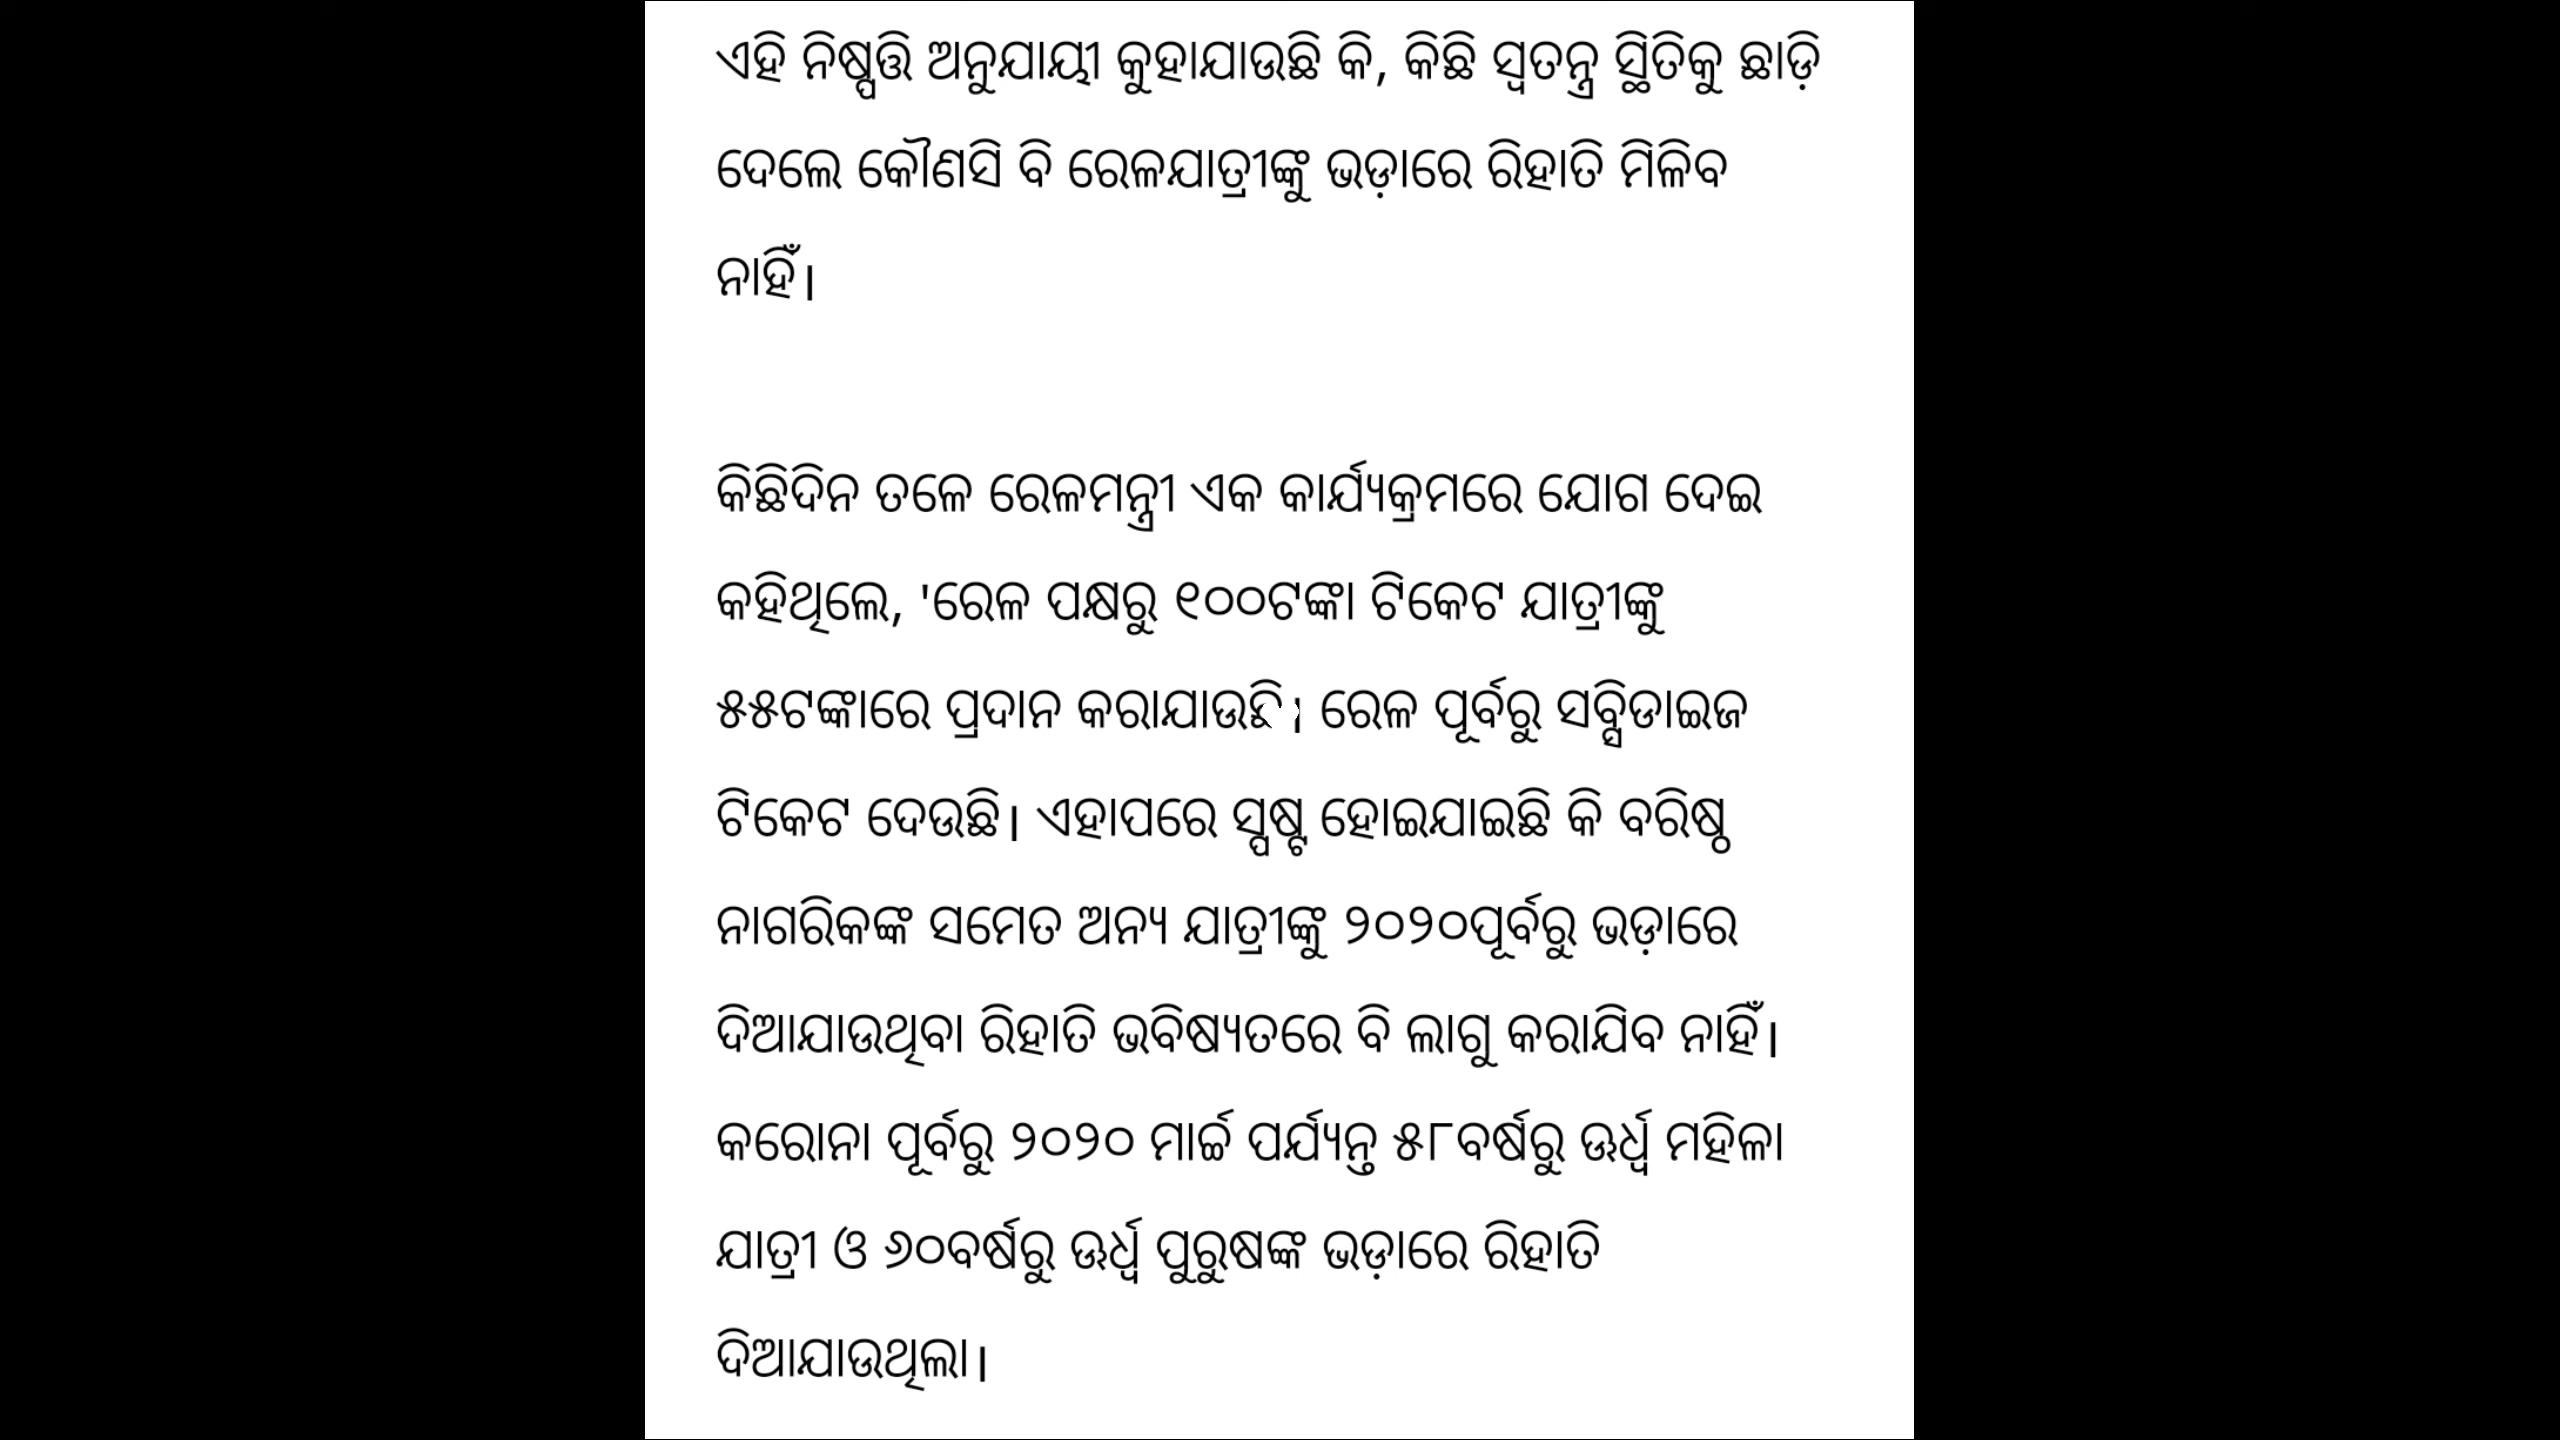 ଏହି ନିଷ୍ପତ୍ତି ଅନୁଯାୟୀ କୁହାଯାଉଛି କି, କିଛି ସ୍ୱତନ୍ତ୍ର ସ୍ଥିତିକୁ ଛାଡ଼ି
ଦେଲେ କୌଣସି ବି ରେଳଯାତ୍ରୀଙ୍କୁ ଭଡ଼ାରେ ରିହାତି ମିଳିବ
ନାହିଁ।
କିଛିଦିନ ତଳେ ରେଳମନ୍ତ୍ରୀ ଏକ କାର୍ଯ୍ୟକ୍ରମରେ ଯୋଗ ଦେଇ
କହିଥିଲେ, 'ରେଳ ପକ୍ଷରୁ ୧୦୦ଟଙ୍କା ଟିକେଟ ଯାତ୍ରୀଙ୍କୁ
୫୫ଟଙ୍କାରେ ପ୍ରଦାନ କରାଯାଉଛି। ରେଳ ପୂର୍ବରୁ ସବ୍ସିଡାଇଜ
ଟିକେଟ ଦେଉଛି। ଏହାପରେ ସ୍ପଷ୍ଟ ହୋଇଯାଇଛି କି ବରିଷ୍ଠ
ନାଗରିକଙ୍କ ସମେତ ଅନ୍ୟ ଯାତ୍ରୀଙ୍କୁ ୨୦୨୦ପୂର୍ବରୁ ଭଡ଼ାରେ
ଦିଆଯାଉଥିବା ରିହାତି ଭବିଷ୍ୟତରେ ବି ଲାଗୁ କରାଯିବ ନାହିଁ।
କରୋନା ପୂର୍ବରୁ ୨୦୨୦ ମାର୍ଚ୍ଚ ପର୍ଯ୍ୟନ୍ତ ୫୮ବର୍ଷରୁ ଊର୍ଧ୍ୱ ମହିଳା
ଯାତ୍ରୀ ଓ ୬୦ବର୍ଷରୁ ଊର୍ଧ୍ୱ ପୁରୁଷଙ୍କ ଭଡ଼ାରେ ରିହାତି
ଦିଆଯାଉଥିଲା।